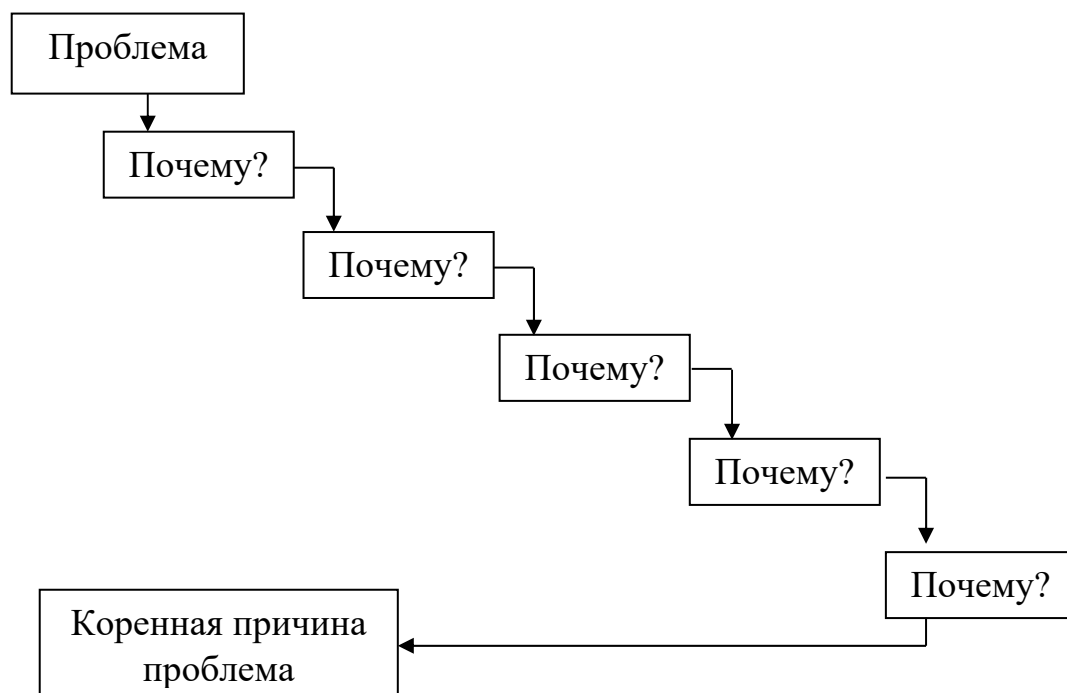 Проблема
Почему?
Почему?
Почему?
Почему?
Почему?
Коренная причина
проблема